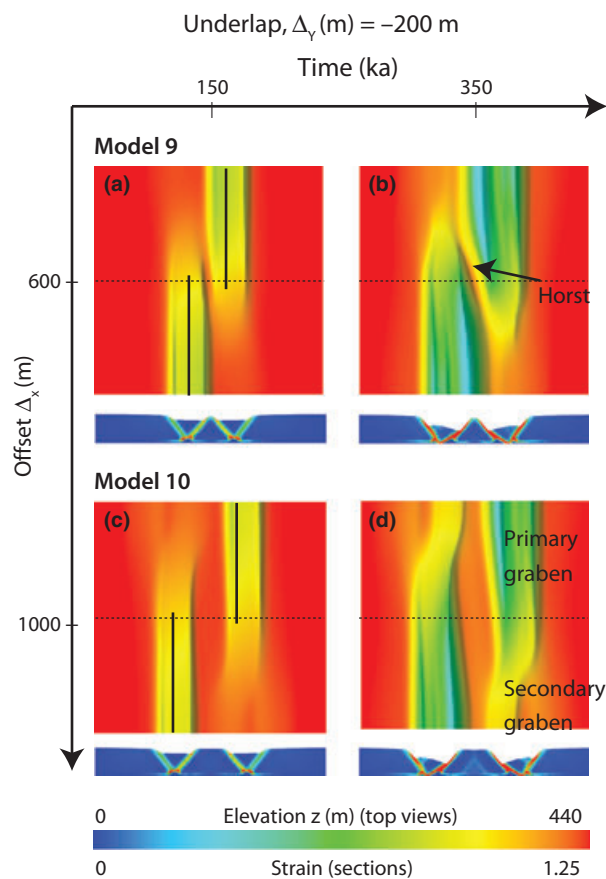 Underlap, ΔY (m) = –200 m
Time (ka)
150 350
Model 9
(a) (b)
600
Horst
Offset Δx (m)
Model 10
(c) (d)
Primary
graben
1000
Secondary
graben
0 Elevation z (m) (top views) 440
0 Strain (sections) 1.25